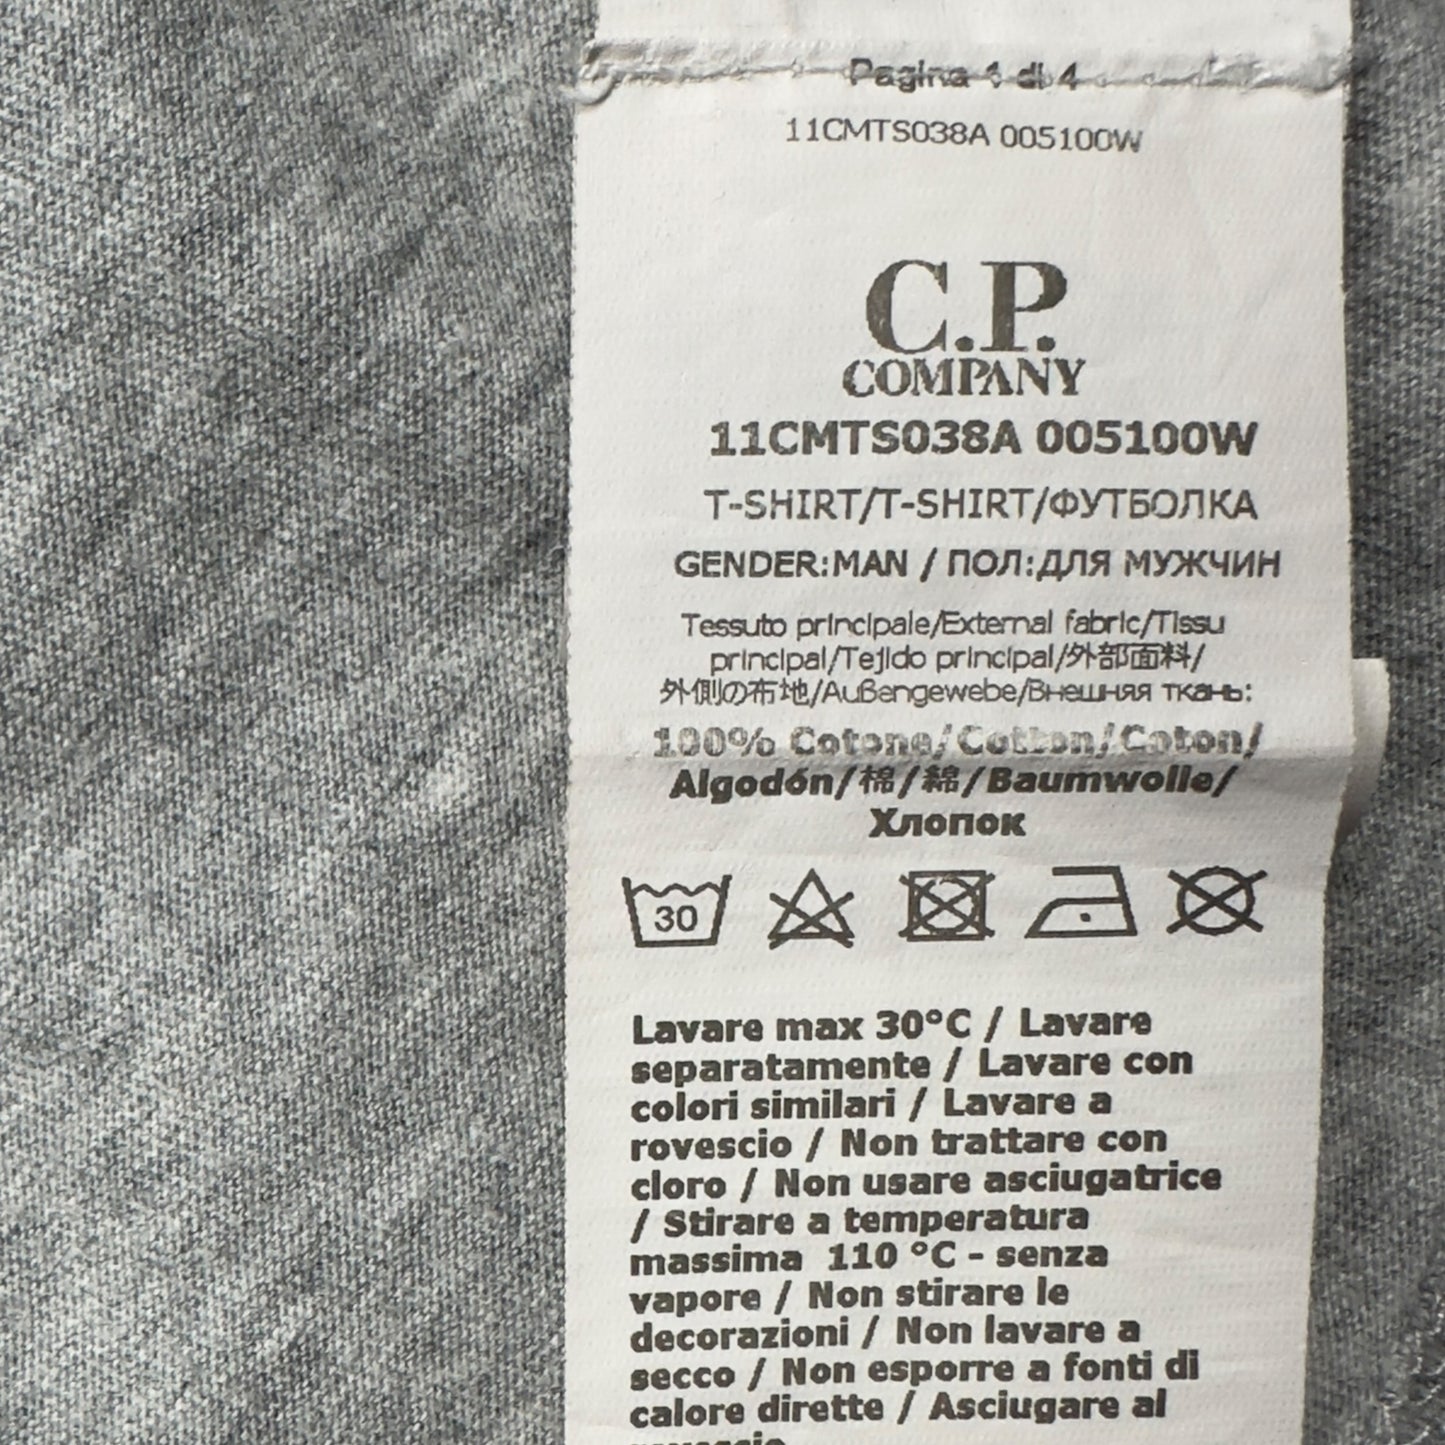 Pagina 1 di 4
11CMTS038A 005100W
C.P.
COMPANY
11CMTS038A 005100W
T-SHIRT/T-SHIRT/ФУТБОЛКА
GENDER:MAN / ПОЛ:ДЛЯ МУЖЧИН
Tessuto principale/External fabric/Tissu
principal/Tejido principal/外部面料/
外側の布地/Außengewebe/Внешняя ткань:
100% Cotone/Cotton/Coton/
Algodón/棉/綿/Baumwolle/
Хлопок
30
Lavare max 30°C / Lavare
separatamente / Lavare con
colori similari / Lavare a
rovescio / Non trattare con
cloro / Non usare asciugatrice
/ Stirare a temperatura
massima 110 °C - senza
vapore / Non stirare le
decorazioni / Non lavare a
secco / Non esporre a fonti di
calore dirette / Asciugare al